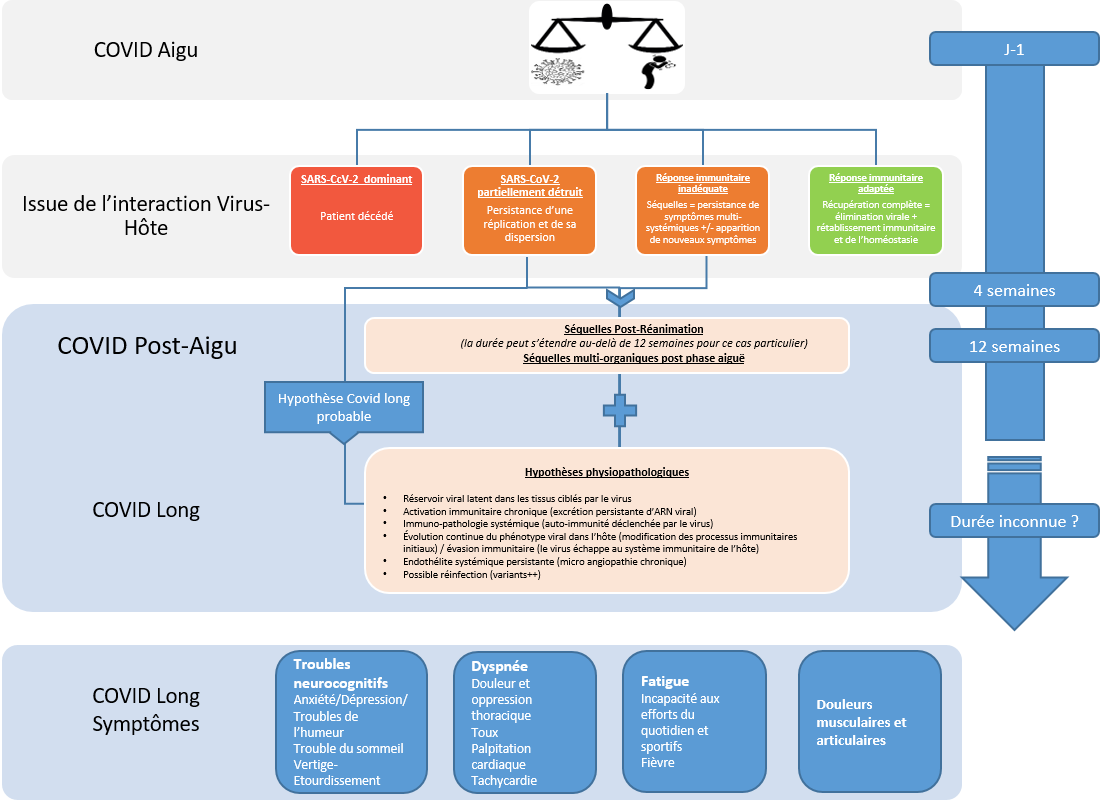 COVID Aigu
J-1
Issue de l'interaction Virus-
Hôte
SARS-CcV-2 dominant
Patient décédé
SARS-CoV-2
partiellement détruit
Persistance d'une
réplication et de sa
dispersion
Réponse immunitaire
inadéquate
Séquelles = persistance de
symptômes multi-
systémiques +/- apparition
de nouveaux symptômes
Réponse immunitaire
adaptée
Récupération complète =
élimination virale +
rétablissement immunitaire
et de l'homéostasie
4 semaines
COVID Post-Aigu
Séquelles Post-Réanimation
(la durée peut s'étendre au-delà de 12 semaines pour ce cas particulier)
Séquelles multi-organiques post phase aiguë
12 semaines
Hypothèse Covid long
probable
COVID Long
Hypothèses physiopathologiques
• Réservoir viral latent dans les tissus ciblés par le virus
• Activation immunitaire chronique (excrétion persistante d'ARN viral)
• Immuno-pathologie systémique (auto-immunité déclenchée par le virus)
• Évolution continue du phénotype viral dans l'hôte (modification des processus immunitaires
initiaux) / évasion immunitaire (le virus échappe au système immunitaire de l'hôte)
• Endothélite systémique persistante (micro angiopathie chronique)
• Possible réinfection (variants++)
Durée inconnue ?
COVID Long
Symptômes
Troubles
neurocognitifs
Anxiété/Dépression/
Troubles de
l'humeur
Trouble du sommeil
Vertige-
Etourdissement
Dyspnée
Douleur et
oppression
thoracique
Toux
Palpitation
cardiaque
Tachycardie
Fatigue
Incapacité aux
efforts du
quotidien et
sportifs
Fièvre
Douleurs
musculaires et
articulaires